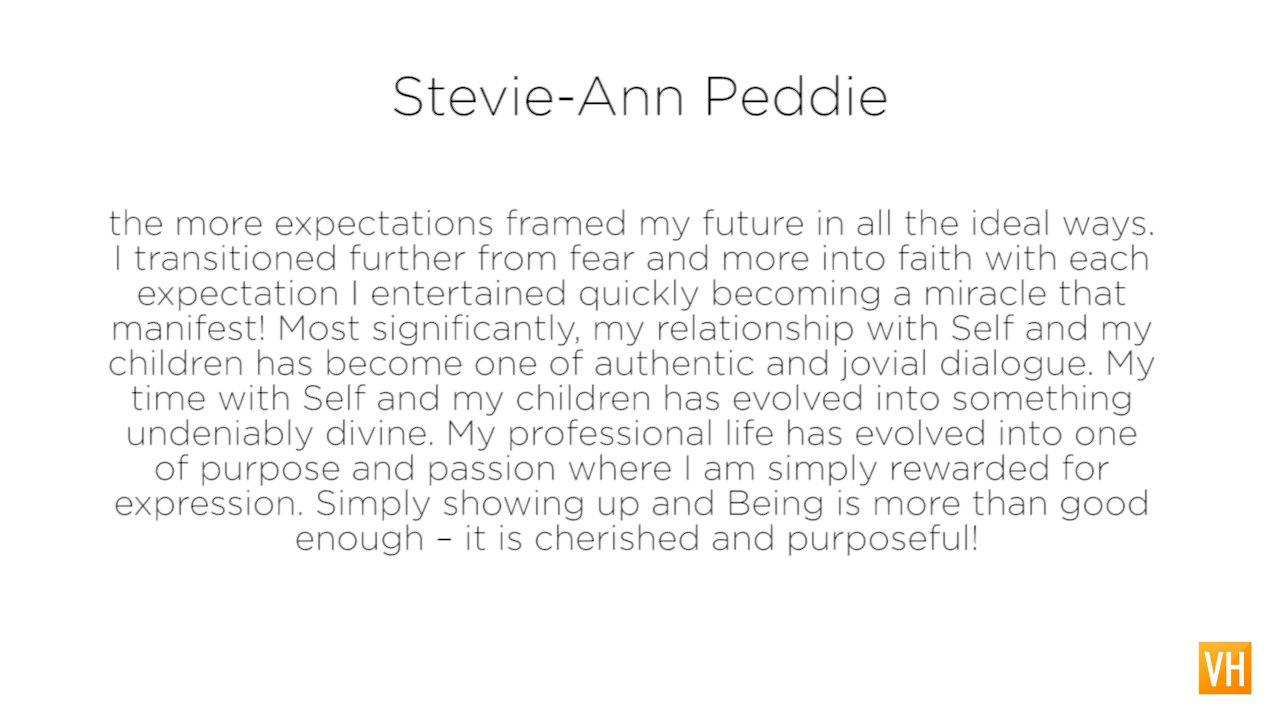 Stevie-Ann Peddie
the more expectations framed my future in all the ideal ways.
I transitioned further from fear and more into faith with each
expectation I entertained quickly becoming a miracle that
manifest! Most significantly, my relationship with Self and my
children has become one of authentic and jovial dialogue. My
time with Self and my children has evolved into something
undeniably divine. My professional life has evolved into one
of purpose and passion where I am simply rewarded for
expression. Simply showing up and Being is more than good
enough – it is cherished and purposeful!
VH